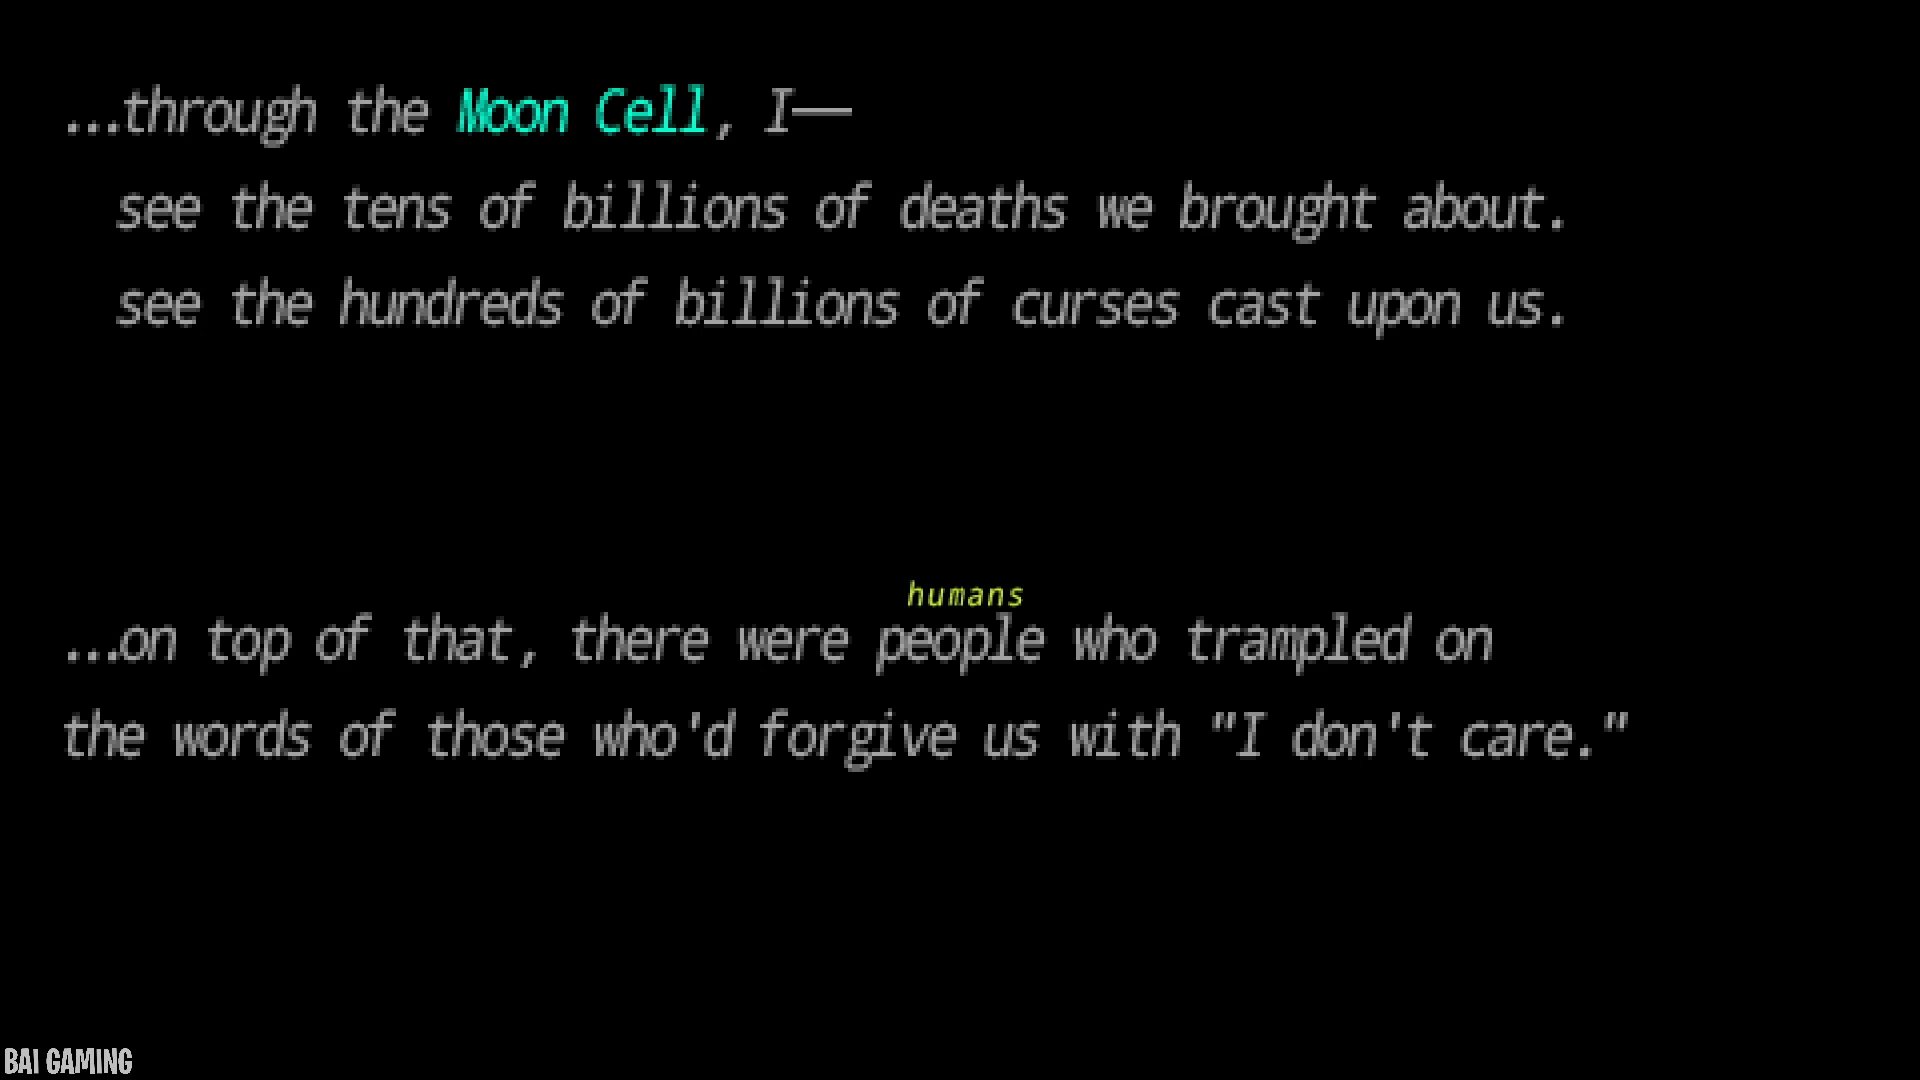 ...through the Moon Cell, I——
see the tens of billions of deaths we brought about.
see the hundreds of billions of curses cast upon us.
humans
...on top of that, there were people who trampled on
the words of those who'd forgive us with "I don't care."
BAI GAMING